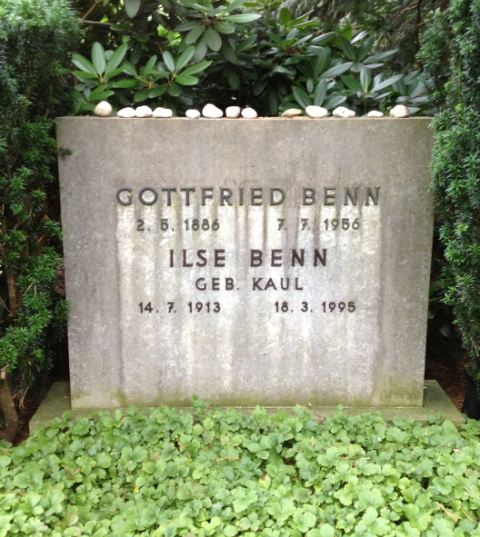 GOTTFRIED BENN
2. 5. 1886 7. 7. 1956
ILSE BENN
GEB. KAUL
14. 7. 1913 18. 3. 1995